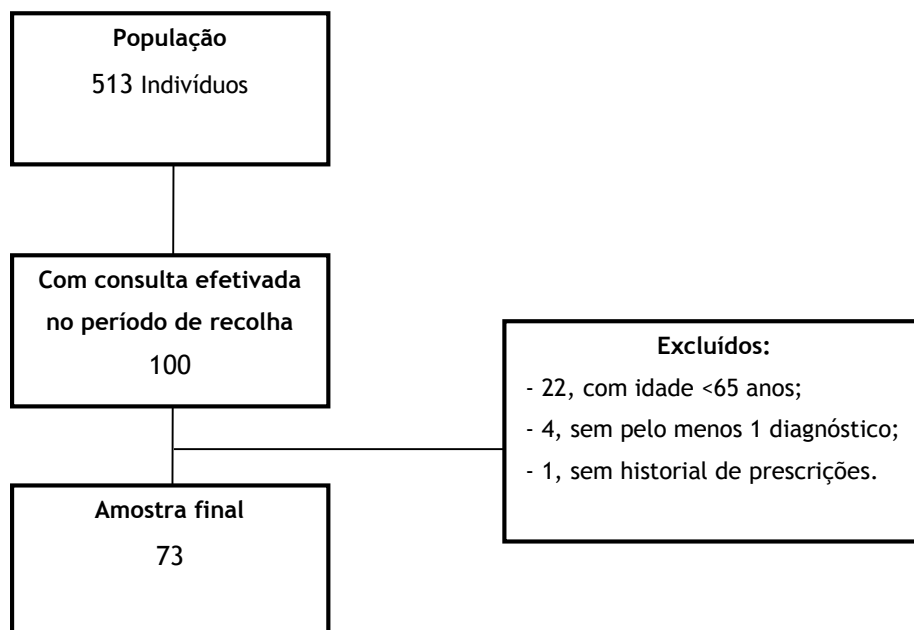 População
513 Indivíduos
Com consulta efetivada
no período de recolha
100
Excluídos:
- 22, com idade <65 anos;
- 4, sem pelo menos 1 diagnóstico;
- 1, sem historial de prescrições.
Amostra final
73